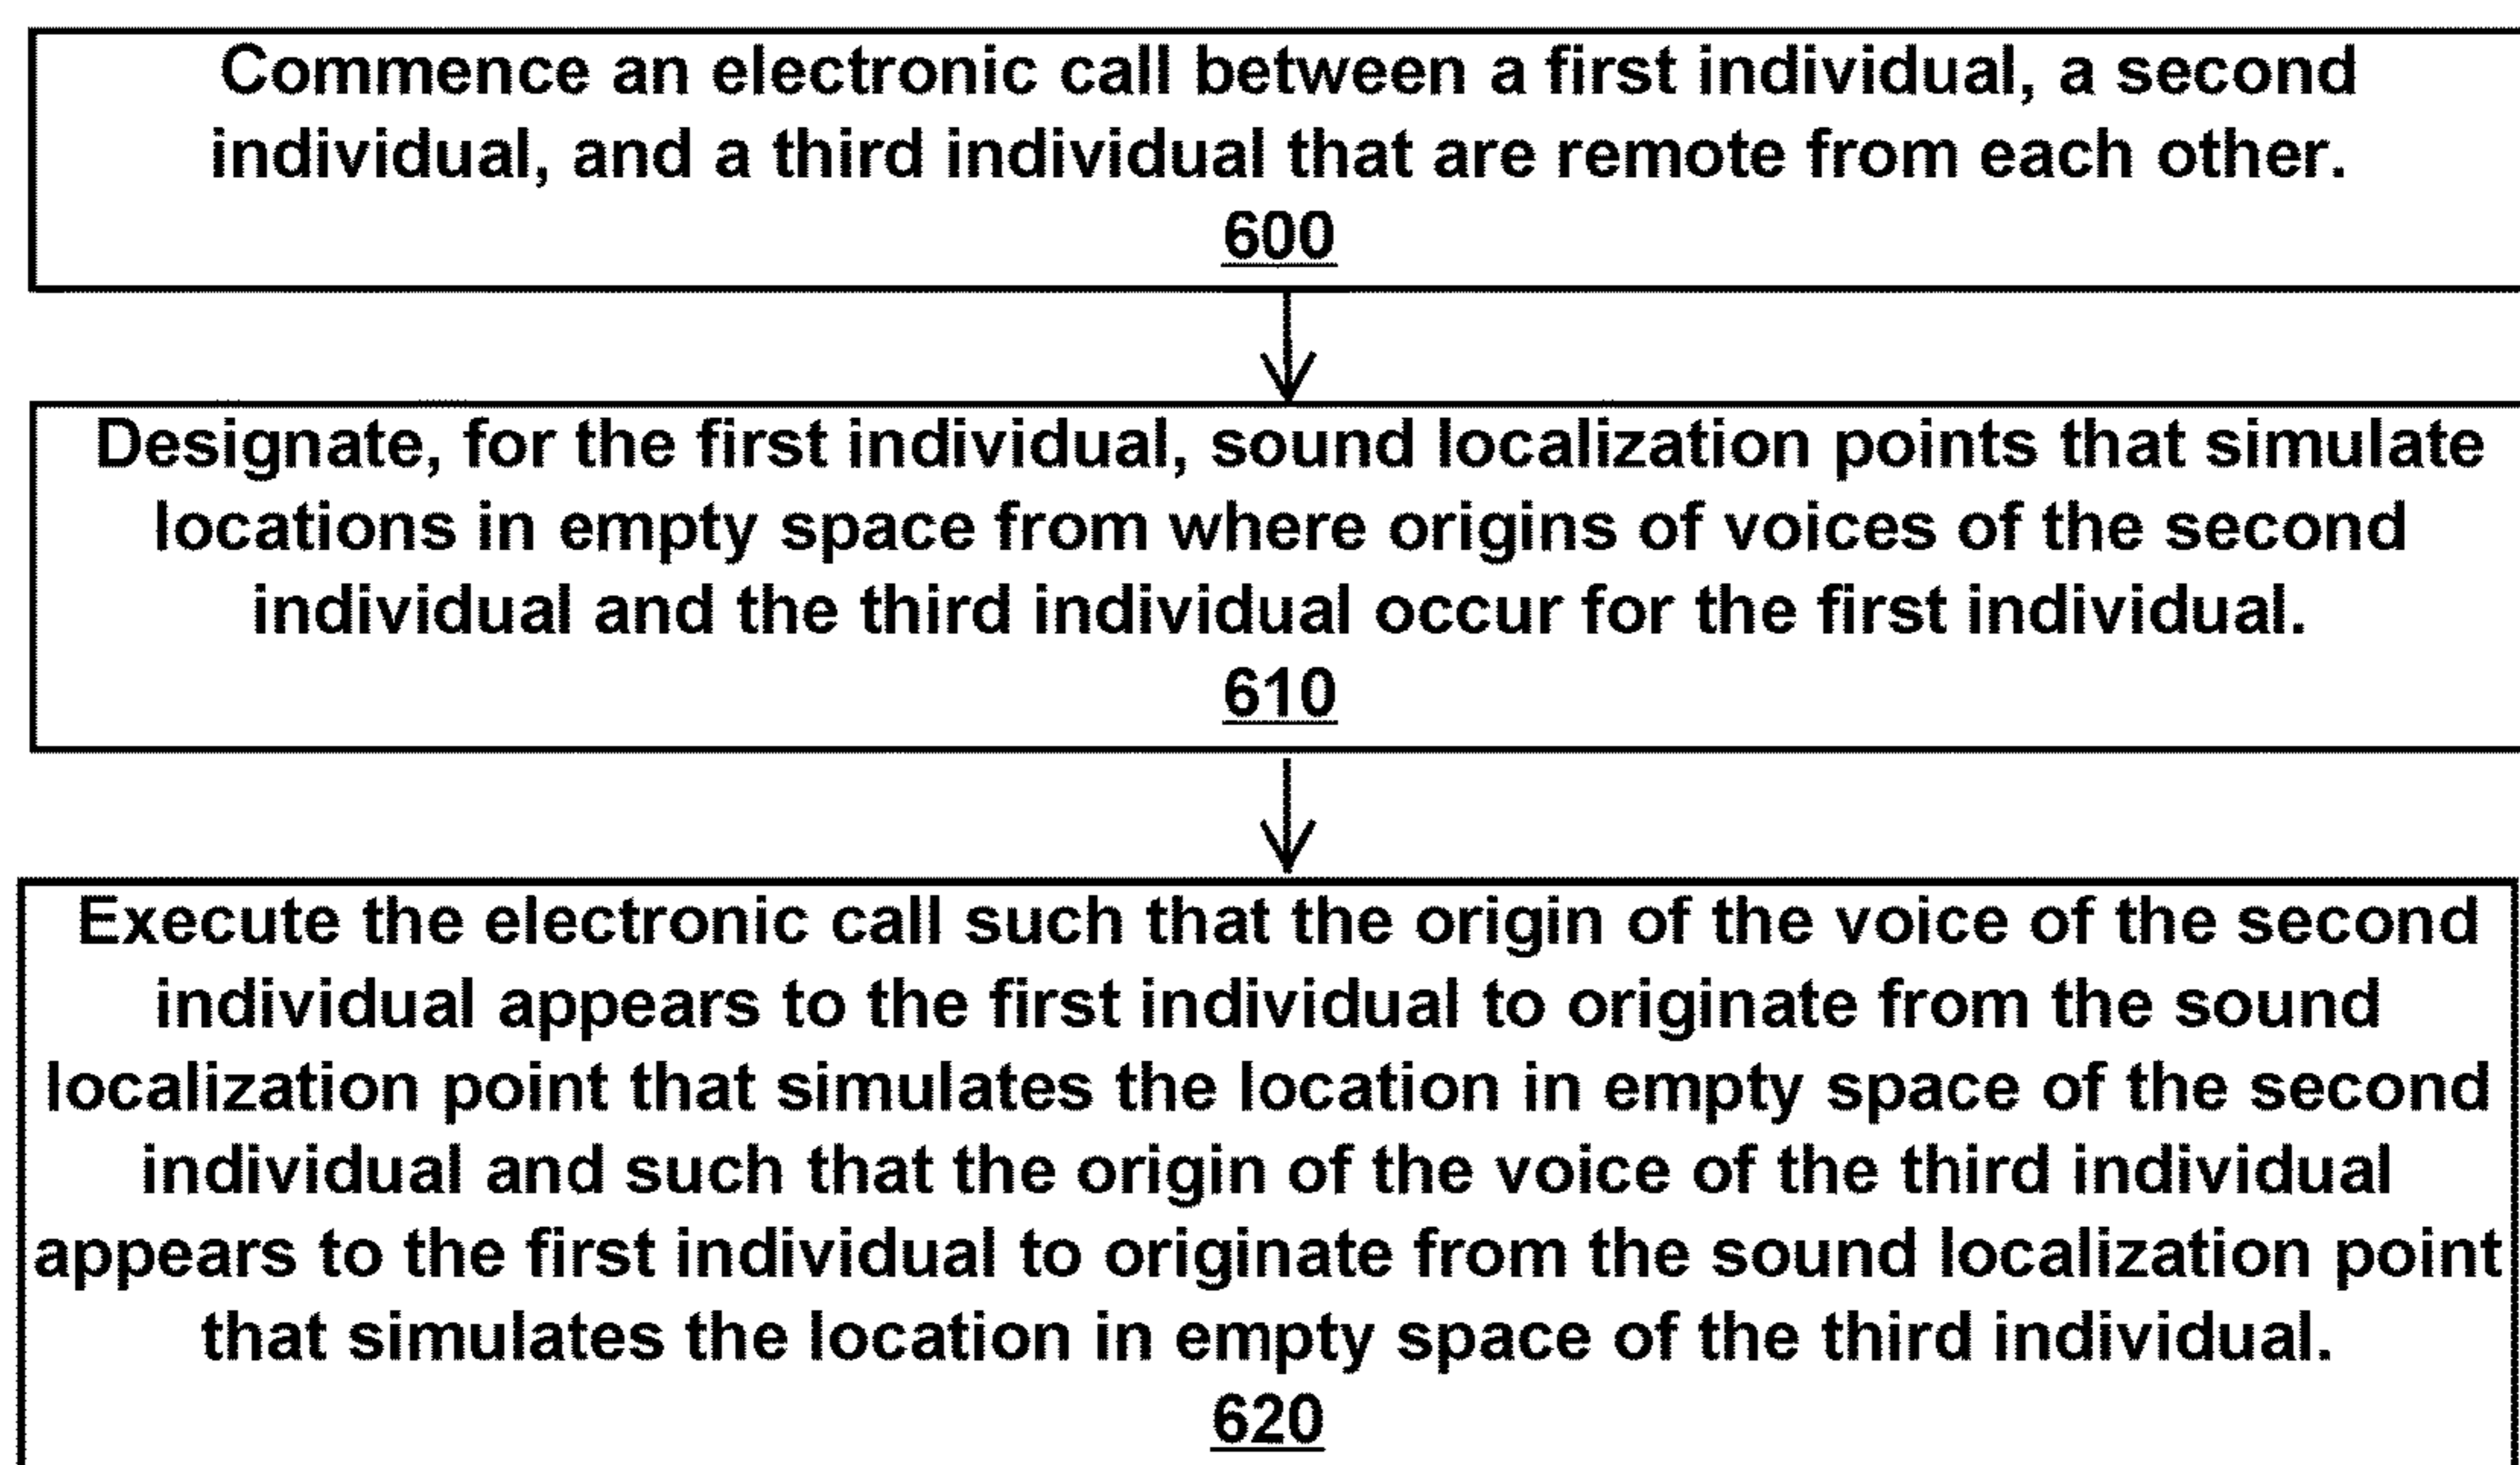 Commence an electronic call between a first individual, a second
individual, and a third individual that are remote from each other.
600
Designate, for the first individual, sound localization points that simulate
locations in empty space from where origins of voices of the second
individual and the third individual occur for the first individual.
610
Execute the electronic call such that the origin of the voice of the second
individual appears to the first individual to originate from the sound
localization point that simulates the location in empty space of the second
individual and such that the origin of the voice of the third individual
appears to the first individual to originate from the sound localization point
that simulates the location in empty space of the third individual.
620